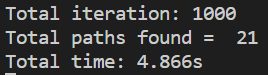 Total iteration: 1000
Total paths found =  21
Total time: 4.866s